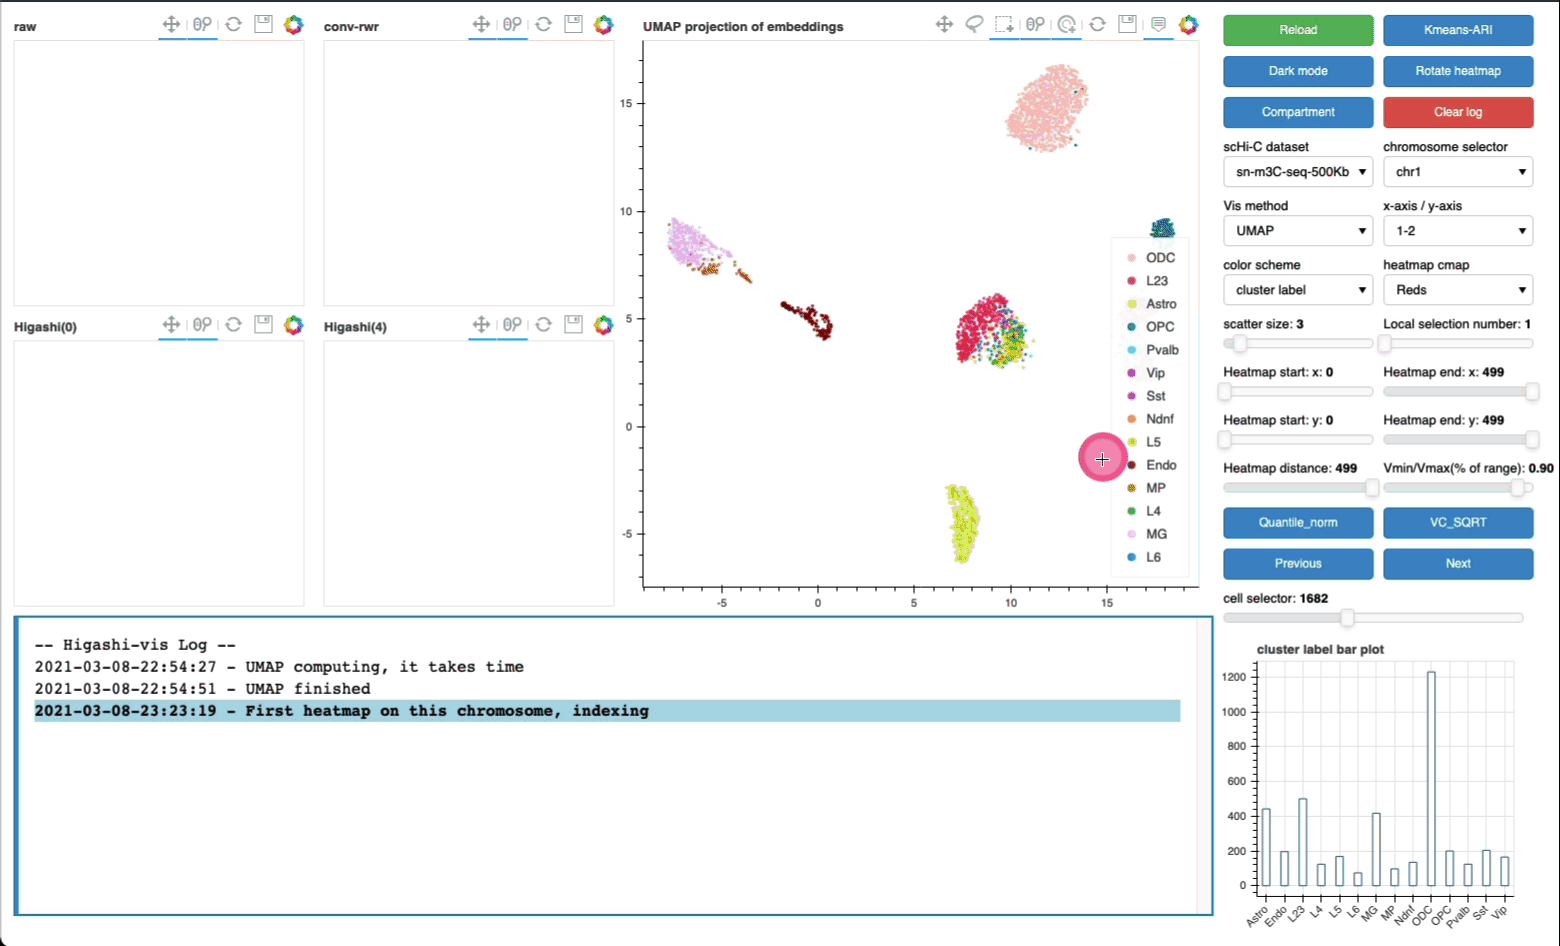 raw
conv-rwr
UMAP projection of embeddings
15
10
5
0
-5
-5
0
5
10
15
ODC
L23
Astro
OPC
Pvalb
Vip
Sst
Ndnf
L5
Endo
MP
L4
MG
L6
Higashi(0)
Higashi(4)
-- Higashi-vis Log --
2021-03-08-22:54:27 - UMAP computing, it takes time
2021-03-08-22:54:51 - UMAP finished
2021-03-08-23:23:19 - First heatmap on this chromosome, indexing
Reload
Kmeans-ARI
Dark mode
Rotate heatmap
Compartment
Clear log
scHi-C dataset
chromosome selector
sn-m3C-seq-500Kb
chr1
Vis method
x-axis / y-axis
UMAP
1-2
color scheme
heatmap cmap
cluster label
Reds
scatter size: 3
Local selection number: 1
Heatmap start: x: 0
Heatmap end: x: 499
Heatmap start: y: 0
Heatmap end: y: 499
Heatmap distance: 499
Vmin/Vmax(% of range): 0.90
Quantile_norm
VC_SQRT
Previous
Next
cell selector: 1682
cluster label bar plot
1200
1000
800
600
400
200
0
Astro
Endo
L23
L4
L5
L6
MG
MP
Ndnf
ODC
OPC
Pvalb
Sst
Vip